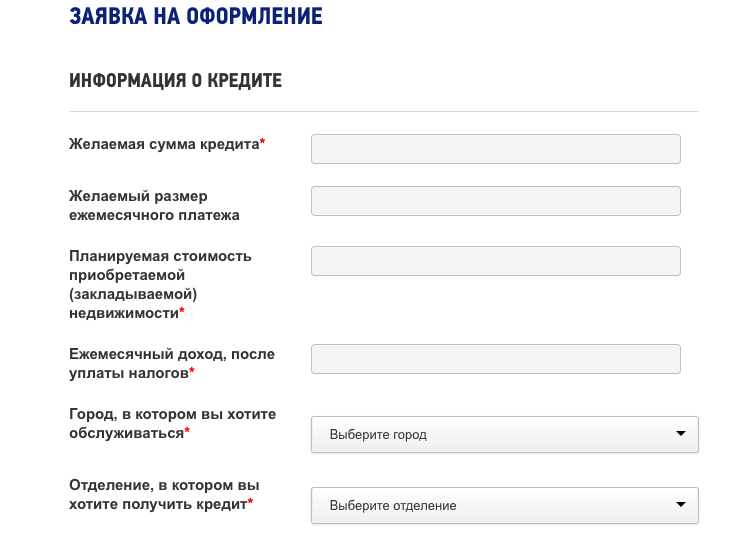 ЗАЯВКА НА ОФОРМЛЕНИЕ
ИНФОРМАЦИЯ О КРЕДИТЕ
Желаемая сумма кредита*
Желаемый размер
ежемесячного платежа
Планируемая стоимость
приобретаемой
(закладываемой)
недвижимости*
Ежемесячный доход, после
уплаты налогов*
Город, в котором вы хотите
обслуживаться*
Выберите город
Отделение, в котором вы
хотите получить кредит*
Выберите отделение